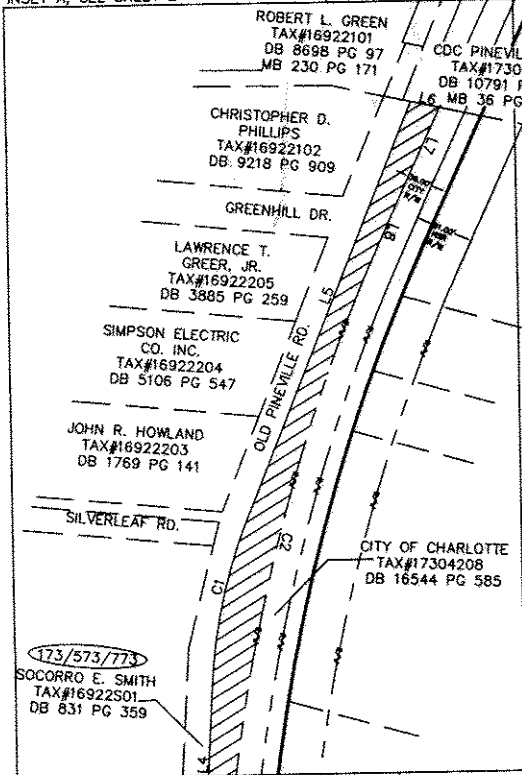 ROBERT L. GREEN
TAX#16922101
DB 8698 PG 97
MB 230 PG 171
CDC PINEVIL
TAX#1730
DB 10791 P
MB 36 PG
L6
CHRISTOPHER D.
PHILLIPS
TAX#16922102
DB 9218 PG 909
L7
CITY
R/W
GREENHILL DR.
C81
R/W
LAWRENCE T.
GREER, JR.
TAX#16922205
DB 3885 PG 259
L5
SIMPSON ELECTRIC
CO. INC.
TAX#16922204
DB 5106 PG 547
OLD PINEVILLE RD.
JOHN R. HOWLAND
TAX#16922203
DB 1769 PG 141
SILVERLEAF RD.
C2
CITY OF CHARLOTTE
TAX#17304208
DB 16544 PG 585
C1
173/573/773
SOCORRO E. SMITH
TAX#16922S01
DB 831 PG 359
L4